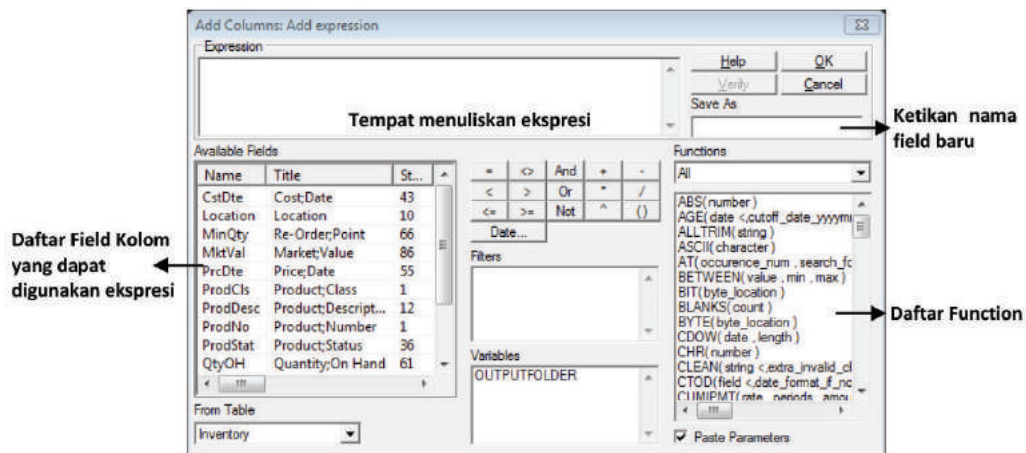 Add Columns: Add expression
Expression
Tempat menuliskan ekspresi
Help OK
Verify Cancel
Save As
Ketikan nama
field baru
Available Fields
Name Title St...
CstDte Cost;Date 43
Location Location 10
MinQty Re-Order;Point 66
MktVal Market;Value 86
PrcDte Price;Date 55
ProdCls Product;Class 1
ProdDesc Product;Descript... 12
ProdNo Product;Number 1
ProdStat Product;Status 36
QtyOH Quantity;On Hand 61
Daftar Field Kolom
yang dapat
digunakan ekspresi
From Table
Inventory
= <> And + -
< > Or * /
<= >= Not ^ ()
Date...
Filters
Variables
OUTPUTFOLDER
Functions
All
ABS( number )
AGE( date <,cutoff_date_yyyym
ALLTRIM( string )
ASCII( character )
AT( occurence_num , search_fo
BETWEEN( value , min , max )
BIT( byte_location )
BLANKS( count )
BYTE( byte_location )
CDOW( date , length )
CHR( number )
CLEAN( string <,extra_invalid_cl
CTOD( field <,date_format_if_no
CUMIPMT( rate , periods , amou
Daftar Function
Paste Parameters